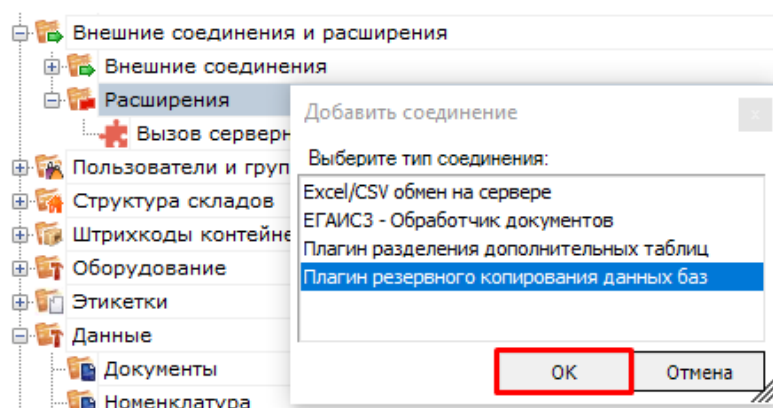 Внешние соединения и расширения
Внешние соединения
Расширения
Вызов серверн
Пользователи и груп
Структура складов
Штрихкоды контейне
Оборудование
Этикетки
Данные
Документы
Номенклатура
Добавить соединение
x
Выберите тип соединения:
Excel/CSV обмен на сервере
ЕГАИС3 - Обработчик документов
Плагин разделения дополнительных таблиц
Плагин резервного копирования данных баз
OK
Отмена